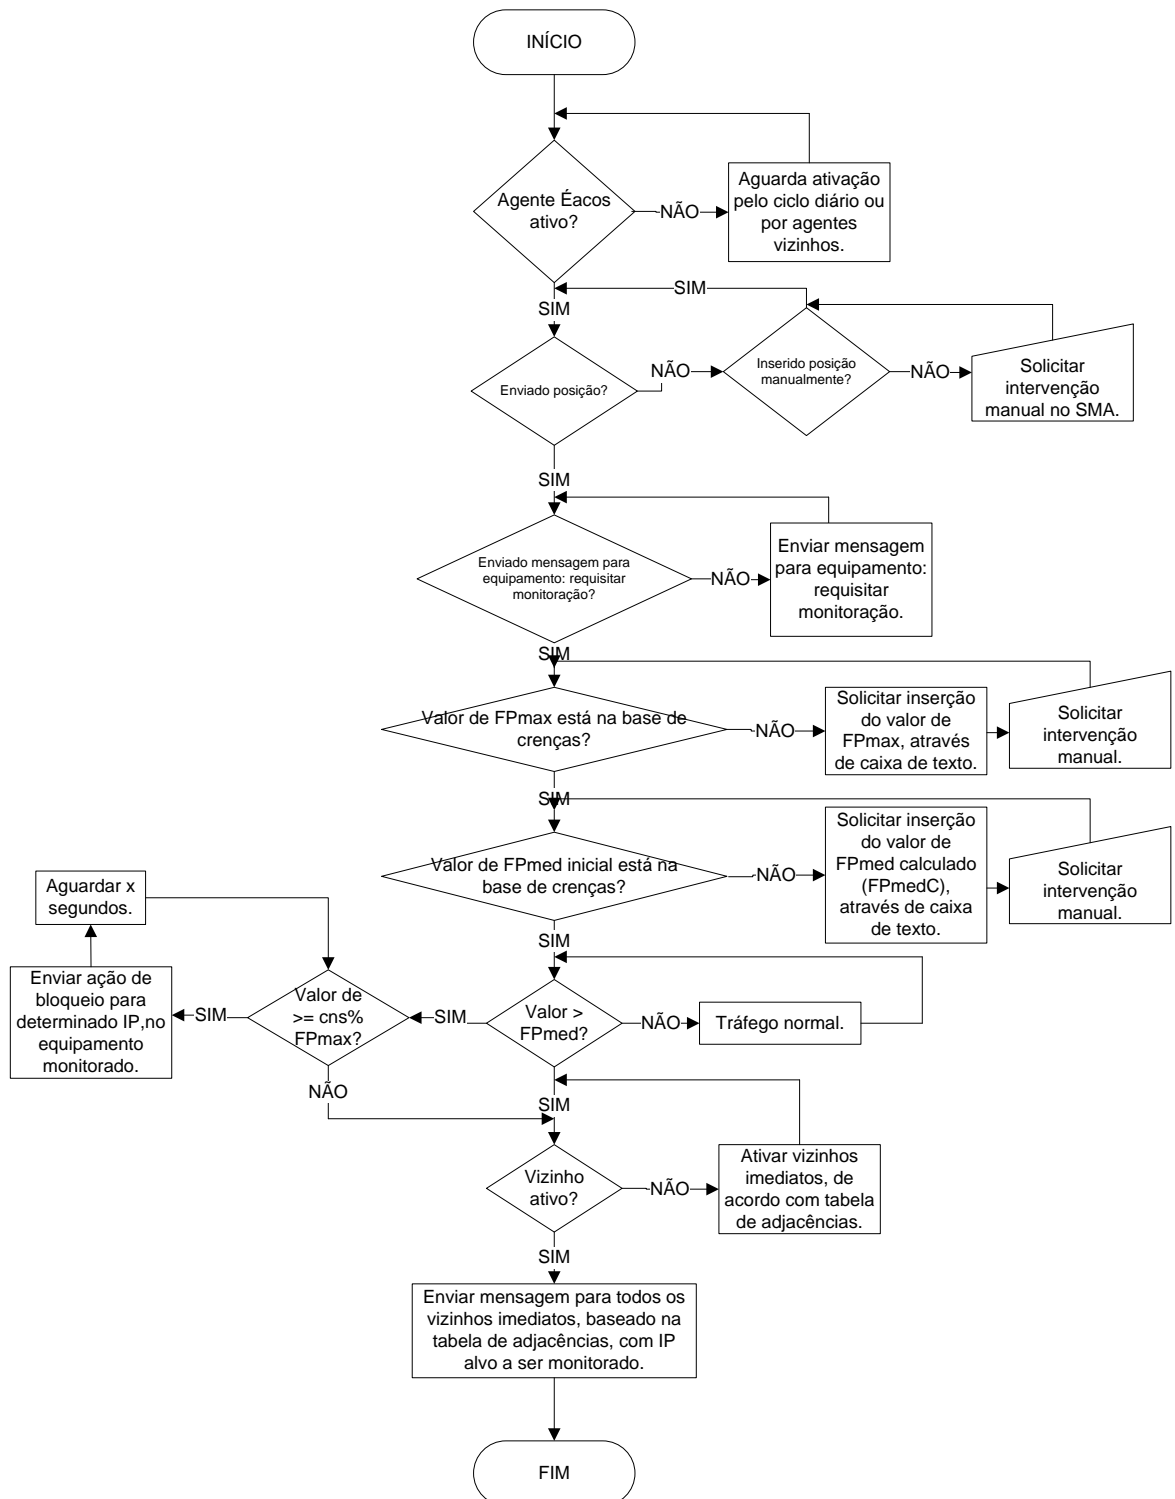 INÍCIO
Agente Éacos
ativo?
NÃO
Aguarda ativação
pelo ciclo diário ou
por agentes
vizinhos.
SIM
SIM
Enviado posição?
NÃO
Inserido posição
manualmente?
NÃO
Solicitar
intervenção
manual no SMA.
SIM
Enviado mensagem para
equipamento: requisitar
monitoração?
NÃO
Enviar mensagem
para equipamento:
requisitar
monitoração.
SIM
Valor de FPmax está na base de
crenças?
NÃO
Solicitar inserção
do valor de
FPmax, através
de caixa de texto.
Solicitar
intervenção
manual.
SIM
Valor de FPmed inicial está na
base de crenças?
NÃO
Solicitar inserção
do valor de
FPmed calculado
(FPmedC),
através de caixa
de texto.
Solicitar
intervenção
manual.
SIM
Aguardar x
segundos.
Enviar ação de
bloqueio para
determinado IP,no
equipamento
monitorado.
SIM
Valor de
>= cns%
FPmax?
SIM
Valor >
FPmed?
NÃO
Tráfego normal.
NÃO
SIM
Vizinho
ativo?
NÃO
Ativar vizinhos
imediatos, de
acordo com tabela
de adjacências.
SIM
Enviar mensagem para todos os
vizinhos imediatos, baseado na
tabela de adjacências, com IP
alvo a ser monitorado.
FIM